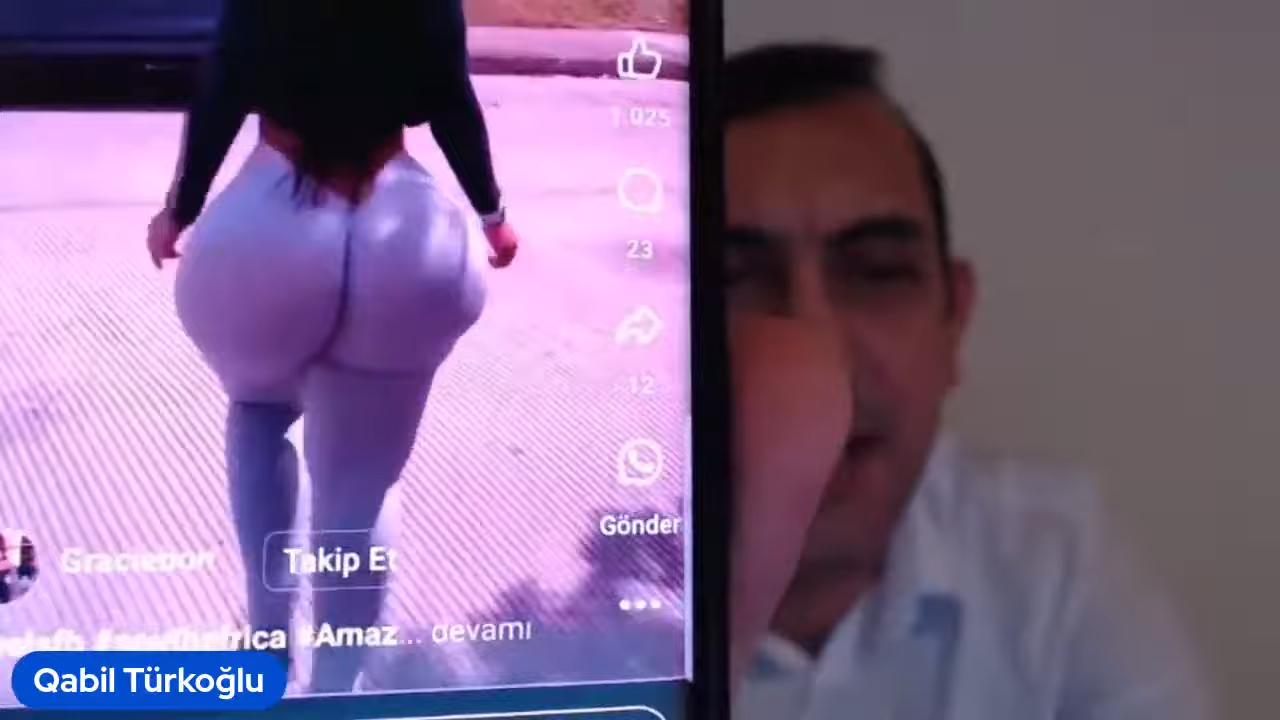 1.025
23
12
Gönder
Takip Et
#Amaz... devamı
Qabil Türkoğlu